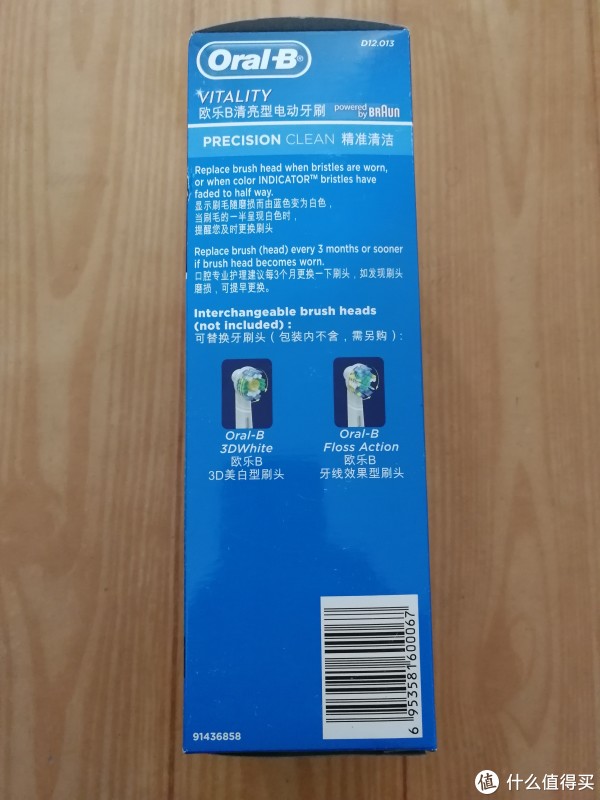 Oral-B®
D12.013
VITALITY
欧乐B清亮型电动牙刷
powered by BRAUN
PRECISION CLEAN 精准清洁
Replace brush head when bristles are worn,
or when color INDICATOR™ bristles have
faded to half way.
显示刷毛随磨损而由蓝色变为白色，
当刷毛的一半呈现白色时，
提醒您及时更换刷头
Replace brush (head) every 3 months or sooner
if brush head becomes worn.
口腔专业护理建议每3个月更换一下刷头，如发现刷头
磨损，可提早更换。
Interchangeable brush heads
(not included) :
可替换牙刷头（包装内不含，需另购）:
Oral-B
3DWhite
欧乐B
3D美白型刷头
Oral-B
Floss Action
欧乐B
牙线效果型刷头
6 953581 600067
91436858
值 什么值得买